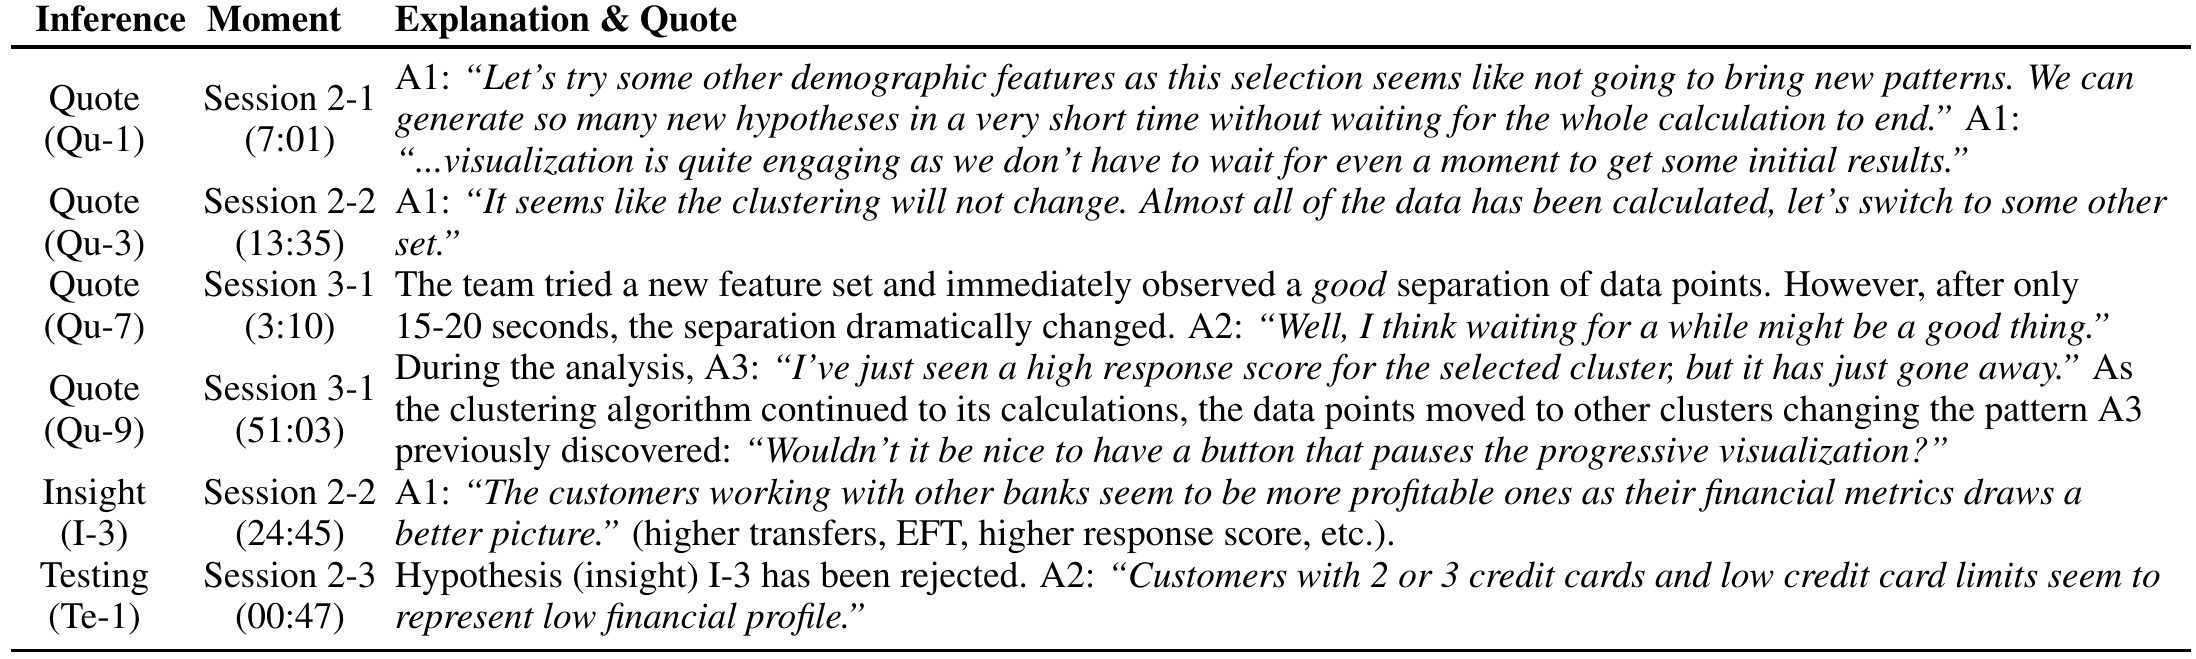 Inference Moment Explanation & Quote
Quote (Qu-1) Session 2-1 (7:01) A1: “Let’s try some other demographic features as this selection seems like not going to bring new patterns. We can
generate so many new hypotheses in a very short time without waiting for the whole calculation to end.” A1:
“...visualization is quite engaging as we don’t have to wait for even a moment to get some initial results.”
Quote Session 2-2 A1: “It seems like the clustering will not change. Almost all of the data has been calculated, let’s switch to some other
(Qu-3) (13:35) set.”
Quote Session 3-1 The team tried a new feature set and immediately observed a good separation of data points. However, after only
(Qu-7) (3:10) 15-20 seconds, the separation dramatically changed. A2: “Well, I think waiting for a while might be a good thing.”
Quote (Qu-9) Session 3-1 (51:03) During the analysis, A3: “I’ve just seen a high response score for the selected cluster, but it has just gone away.” As
the clustering algorithm continued to its calculations, the data points moved to other clusters changing the pattern A3
previously discovered: “Wouldn’t it be nice to have a button that pauses the progressive visualization?”
Insight Session 2-2 A1: “The customers working with other banks seem to be more profitable ones as their financial metrics draws a
(I-3) (24:45) better picture.” (higher transfers, EFT, higher response score, etc.).
Testing Session 2-3 Hypothesis (insight) I-3 has been rejected. A2: “Customers with 2 or 3 credit cards and low credit card limits seem to
(Te-1) (00:47) represent low financial profile.”